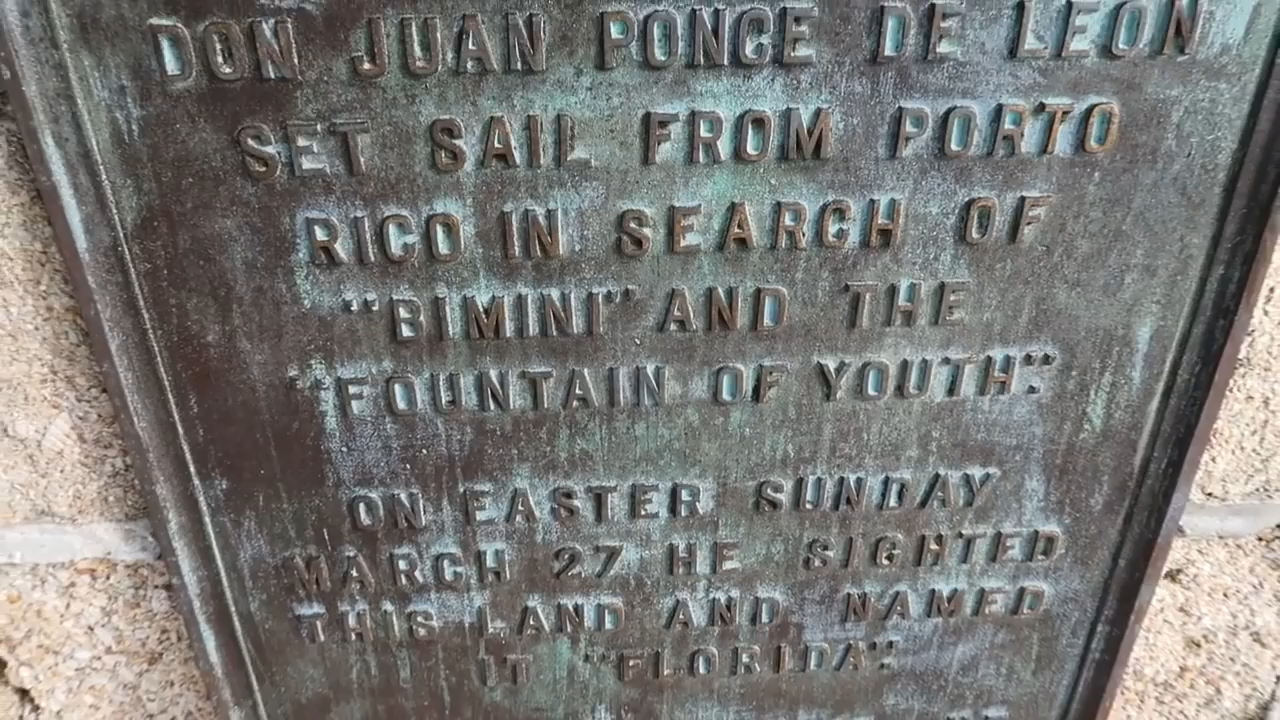 DON JUAN PONCE DE LEON
SET SAIL FROM PORTO
RICO IN SEARCH OF
"BIMINI" AND THE
"FOUNTAIN OF YOUTH".
ON EASTER SUNDAY
MARCH 27 HE SIGHTED
THIS LAND AND NAMED
IT "FLORIDA".